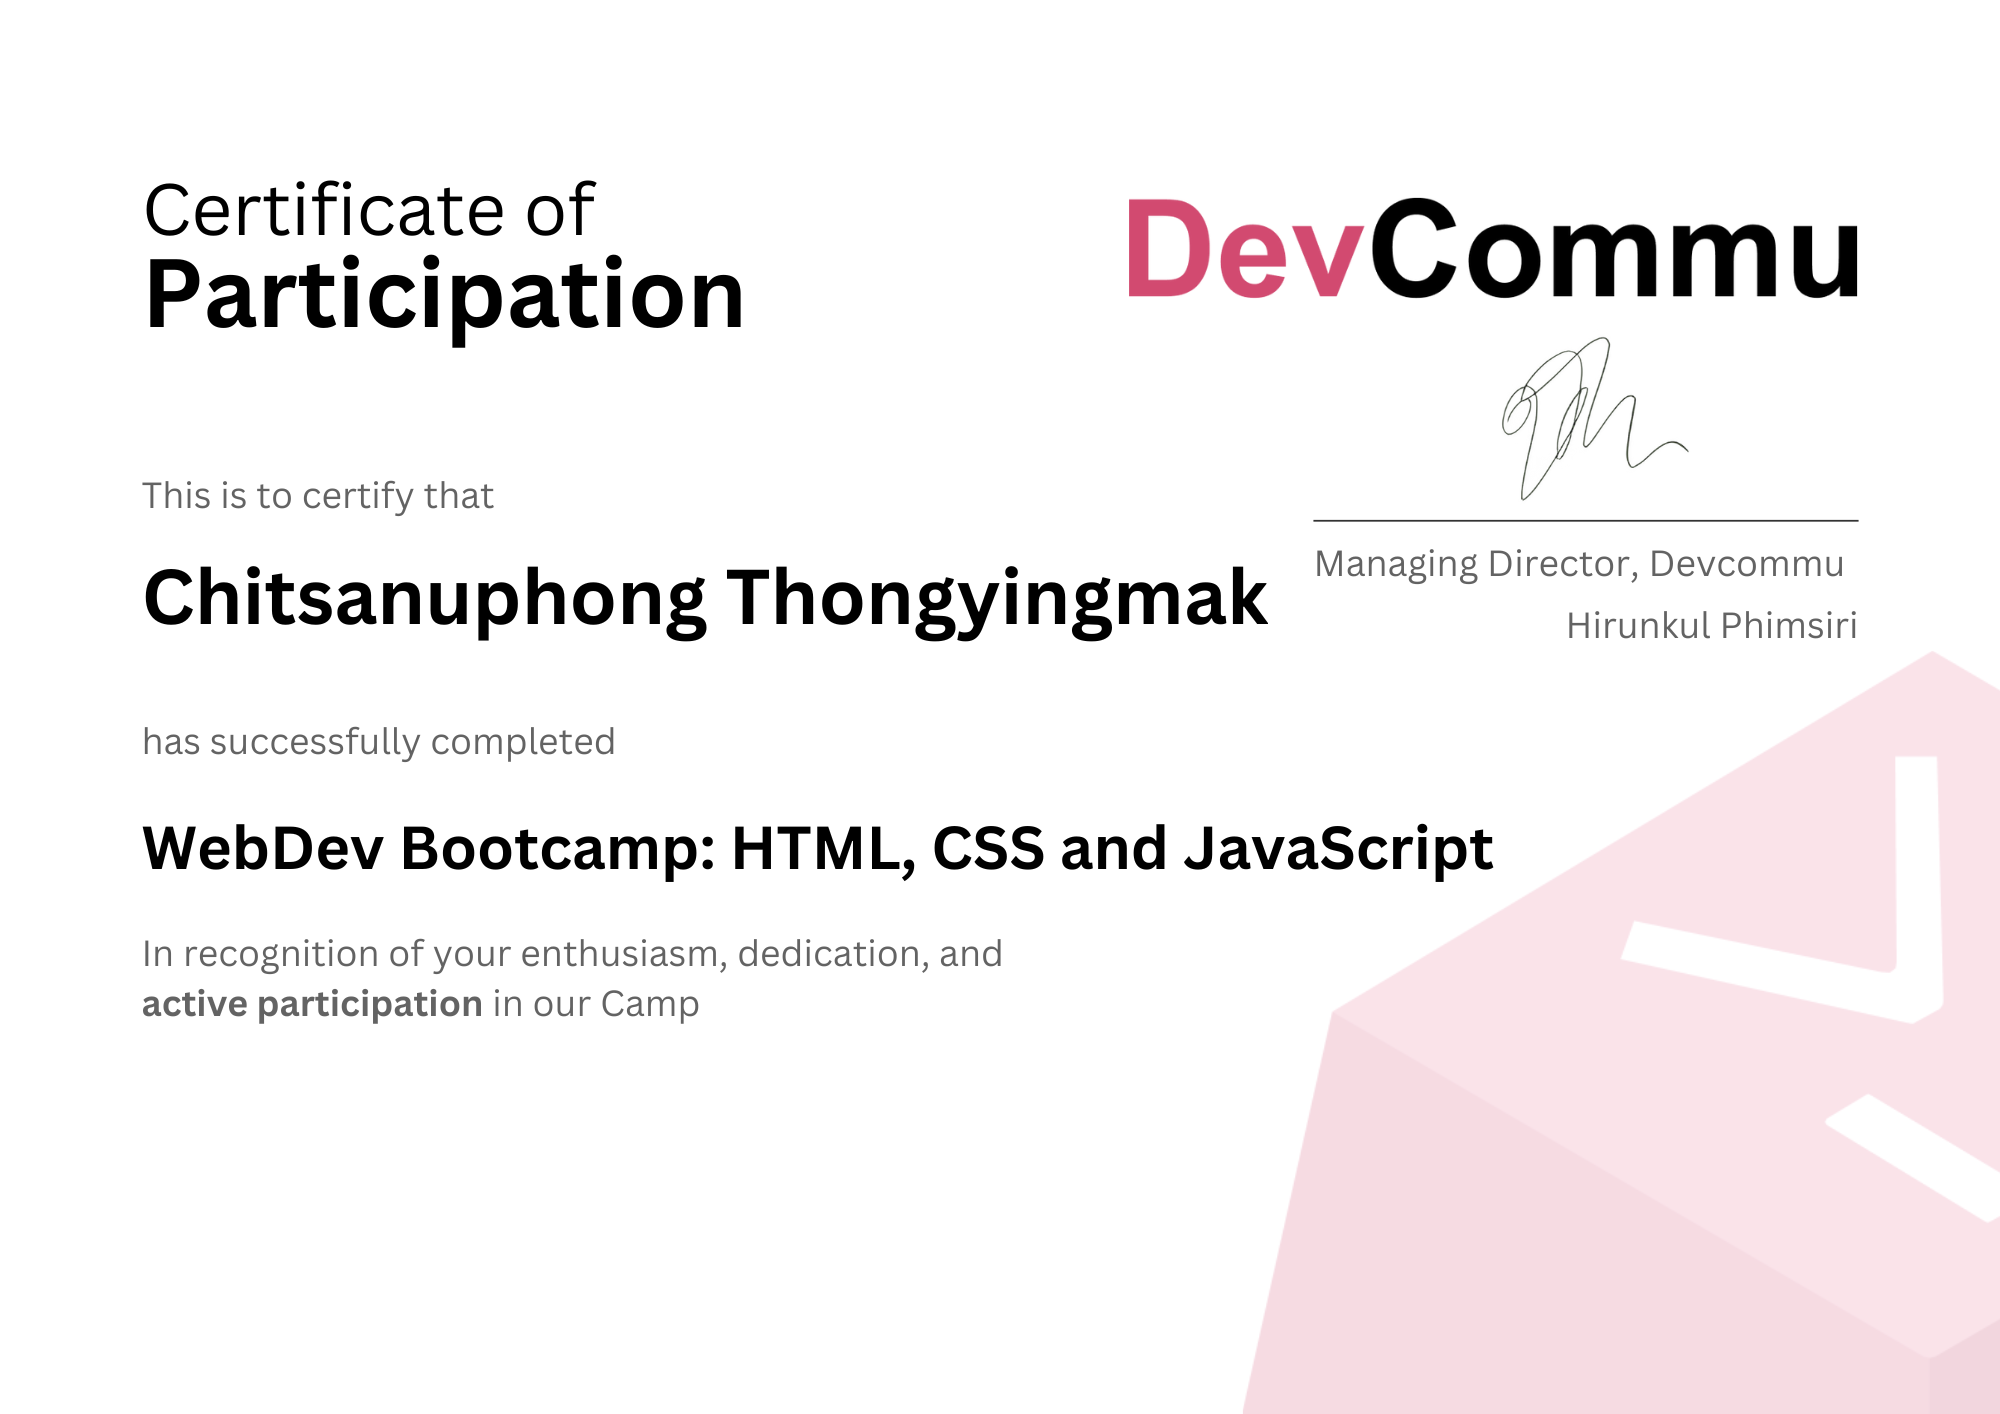 Certificate of
Participation
DevCommu
This is to certify that
Chitsanuphong Thongyingmak
Managing Director, Devcommu
Hirunkul Phimsiri
has successfully completed
WebDev Bootcamp: HTML, CSS and JavaScript
In recognition of your enthusiasm, dedication, and
active participation in our Camp